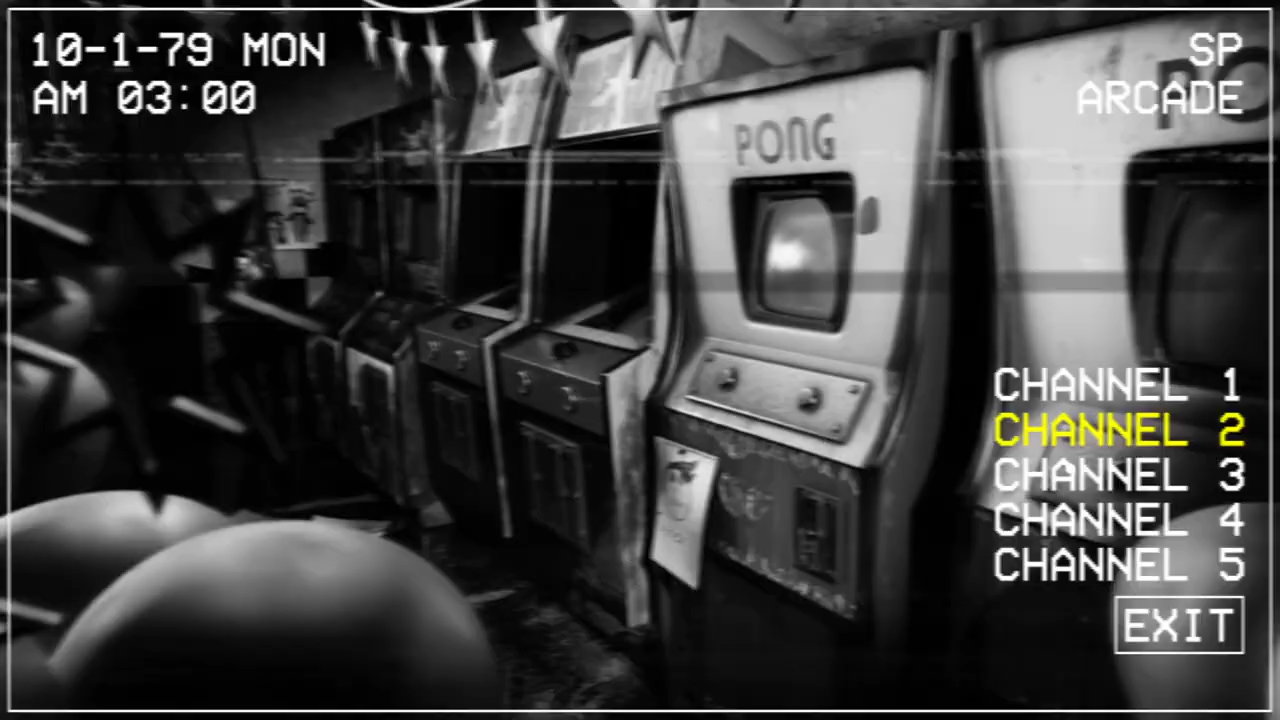 10-1-79 MON
AM 03:00
SP
ARCADE
PONG
PO
CHANNEL 1
CHANNEL 2
CHANNEL 3
CHANNEL 4
CHANNEL 5
EXIT